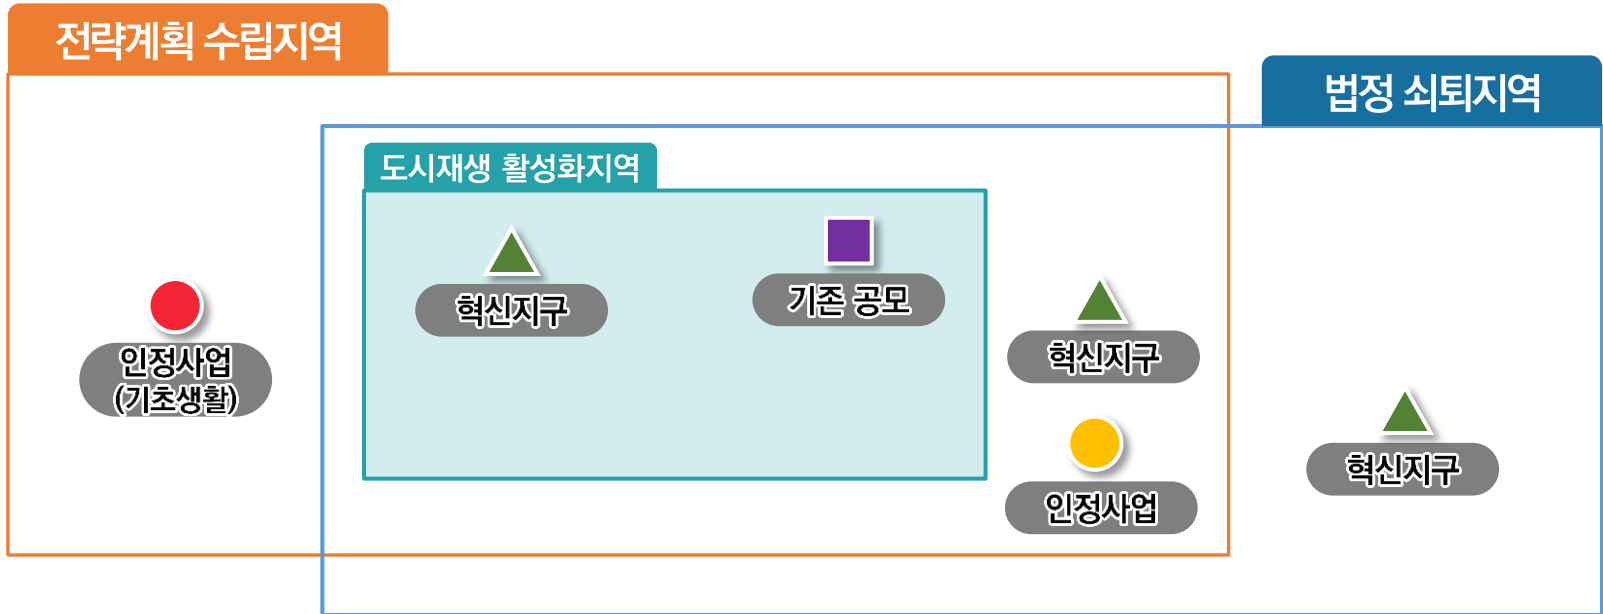 전략계획 수립지역
법정 쇠퇴지역
도시재생 활성화지역
혁신지구
기존 공모
인정사업
(기초생활)
혁신지구
인정사업
혁신지구